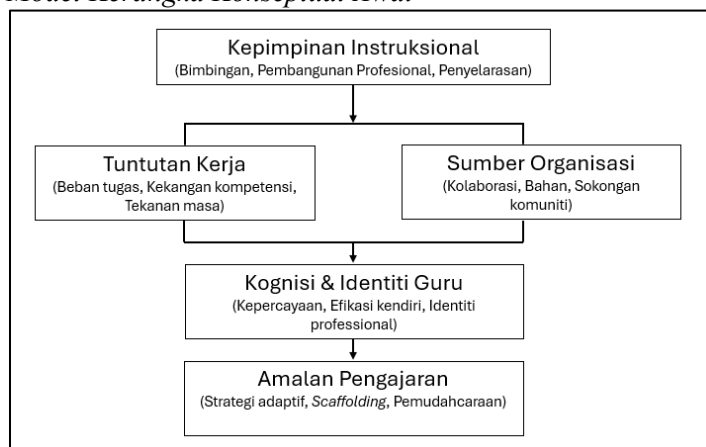 Model Kerangka Konseptual Awal
Kepimpinan Instruksional
(Bimbingan, Pembangunan Profesional, Penyelarasan)
Tuntutan Kerja
(Beban tugas, Kekangan kompetensi,
Tekanan masa)
Sumber Organisasi
(Kolaborasi, Bahan, Sokongan
komuniti)
Kognisi & Identiti Guru
(Kepercayaan, Efikasi kendiri, Identiti
professional)
Amalan Pengajaran
(Strategi adaptif, Scaffolding, Pemudahcaraan)